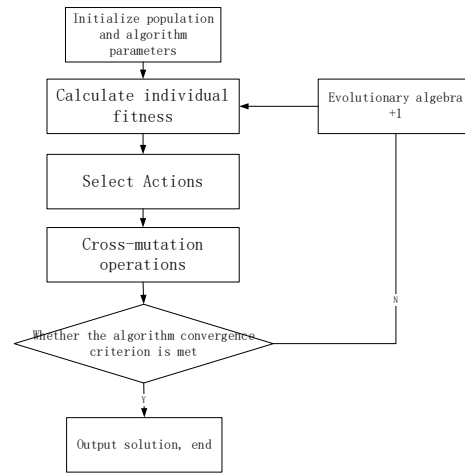 Initialize population
and algorithm
parameters
Calculate individual
fitness
Evolutionary algebra
+1
Select Actions
Cross-mutation
operations
N
Whether the algorithm convergence
criterion is met
Y
Output solution, end